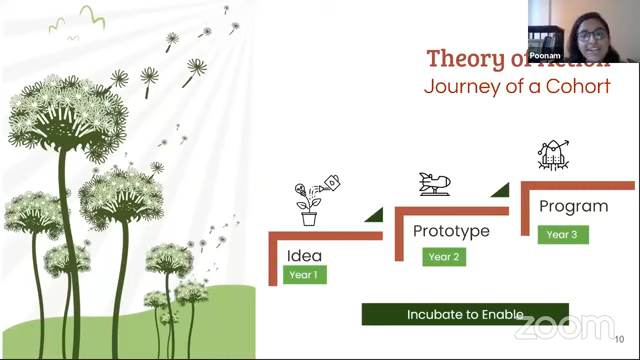 Poonam
Theory of Action
Journey of a Cohort
Idea
Year 1
Prototype
Year 2
Program
Year 3
Incubate to Enable
zoom
10